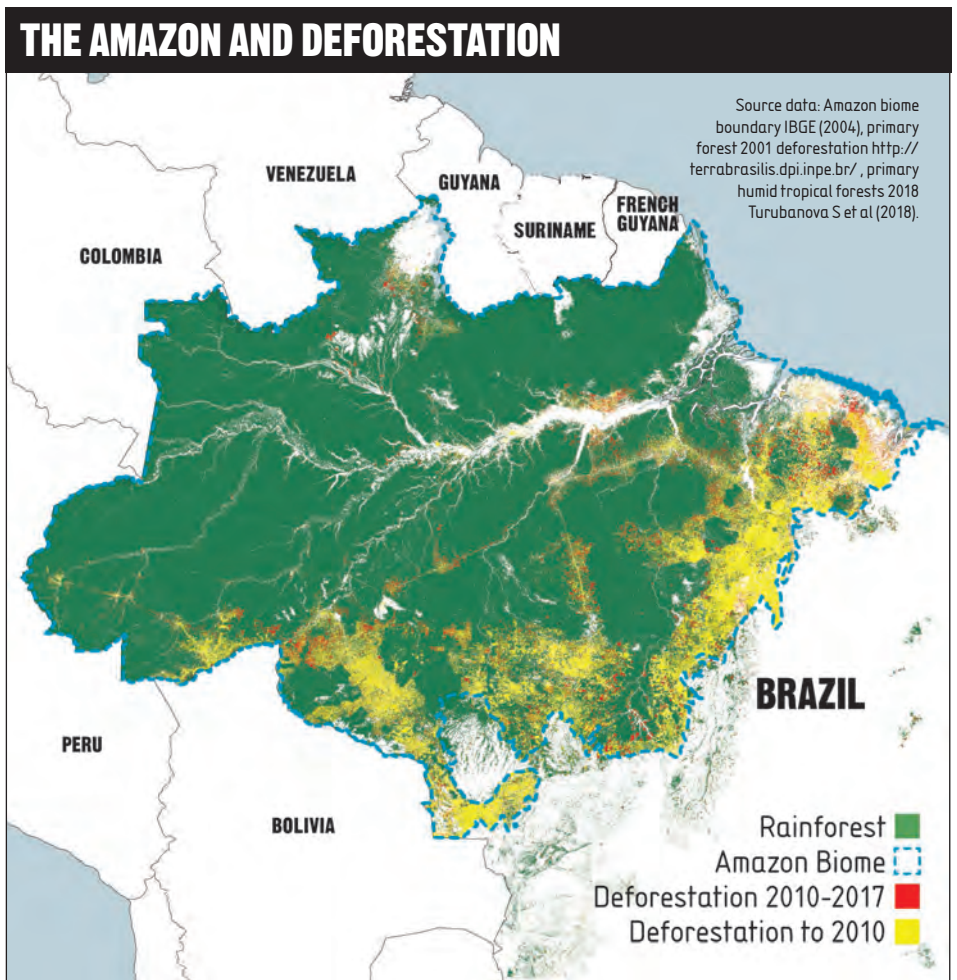 THE AMAZON AND DEFORESTATION
Source data: Amazon biome
boundary IBGE (2004), primary
forest 2001 deforestation http://
terrabrasilis.dpi.inpe.br/ , primary
humid tropical forests 2018
Turubanova S et al (2018).
VENEZUELA
GUYANA
SURINAME
FRENCH
GUYANA
COLOMBIA
BRAZIL
PERU
BOLIVIA
Rainforest
Amazon Biome
Deforestation 2010-2017
Deforestation to 2010